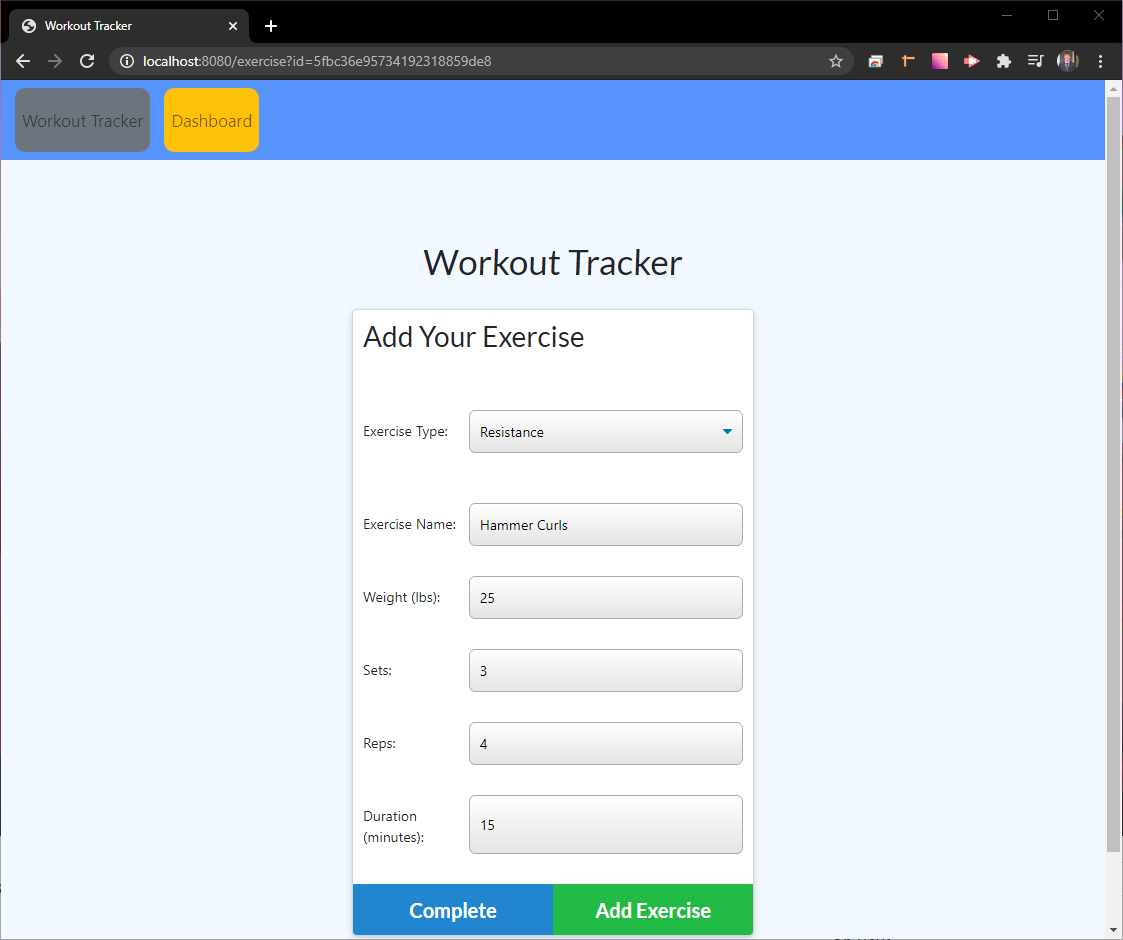 Workout Tracker
localhost:8080/exercise?id=5fbc36e95734192318859de8
Workout Tracker
Dashboard
Workout Tracker
Add Your Exercise
Exercise Type:
Resistance
Exercise Name:
Hammer Curls
Weight (lbs):
25
Sets:
3
Reps:
4
Duration
(minutes):
15
Complete
Add Exercise